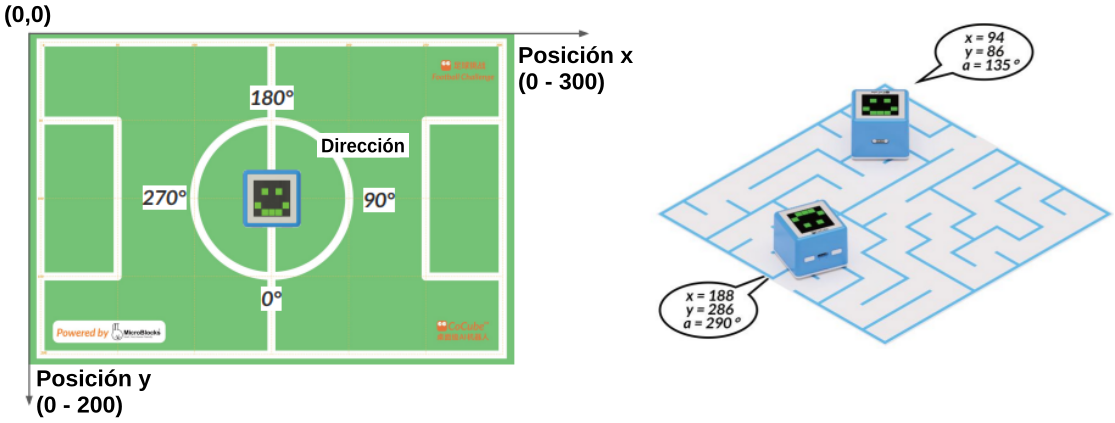 (0,0)
Posición x
(0 - 300)
Football Challenge
180°
Dirección
270°
90°
0°
Powered by MicroBlocks
CoCube
Posición y
(0 - 200)
x = 94
y = 86
a = 135°
x = 188
y = 286
a = 290°